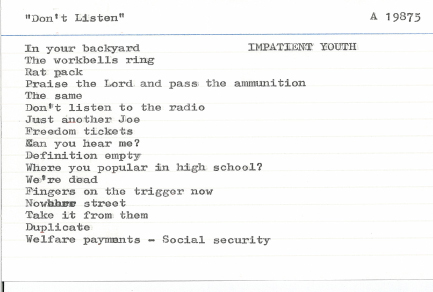 "Don't Listen" A 19875
In your backyard IMPATIENT YOUTH
The workbells ring
Rat pack
Praise the Lord and pass the ammunition
The same
Don't listen to the radio
Just another Joe
Freedom tickets
Can you hear me?
Definition empty
Where you popular in high school?
We're dead
Fingers on the trigger now
Nowhere street
Take it from them
Duplicate
Welfare payments - Social security